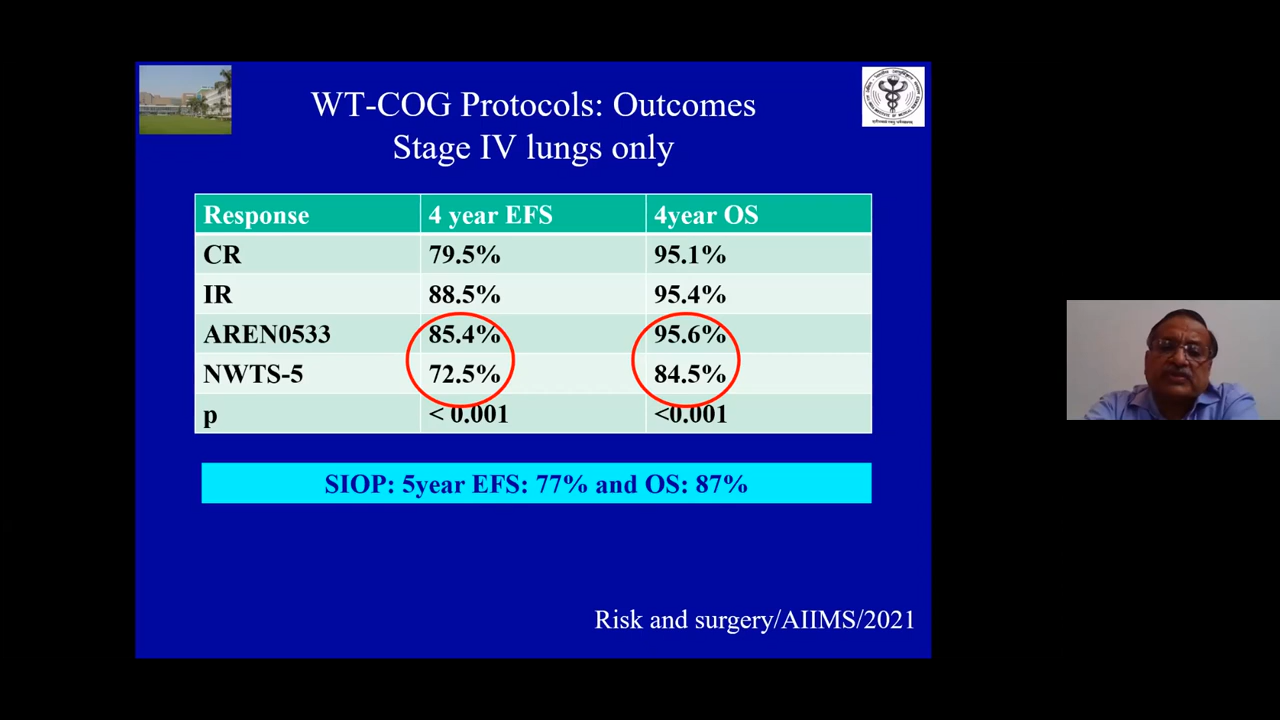 WT-COG Protocols: Outcomes
Stage IV lungs only
Response 4 year EFS 4year OS
CR 79.5% 95.1%
IR 88.5% 95.4%
AREN0533 85.4% 95.6%
NWTS-5 72.5% 84.5%
p < 0.001 <0.001
SIOP: 5year EFS: 77% and OS: 87%
Risk and surgery/AIIMS/2021